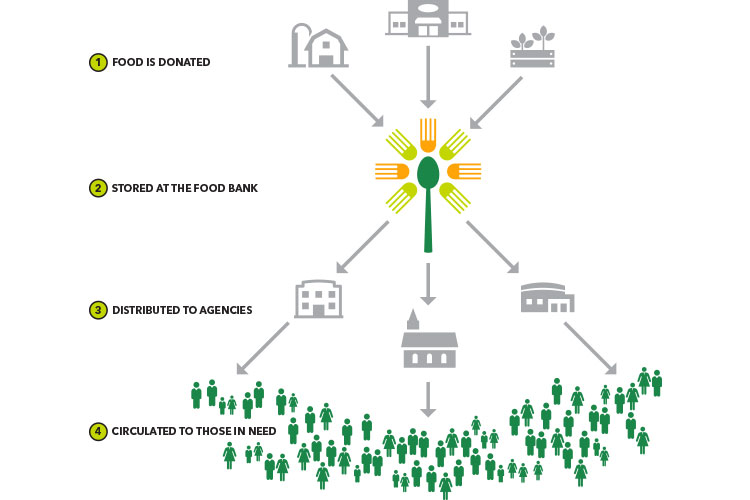 1 FOOD IS DONATED
2 STORED AT THE FOOD BANK
3 DISTRIBUTED TO AGENCIES
4 CIRCULATED TO THOSE IN NEED